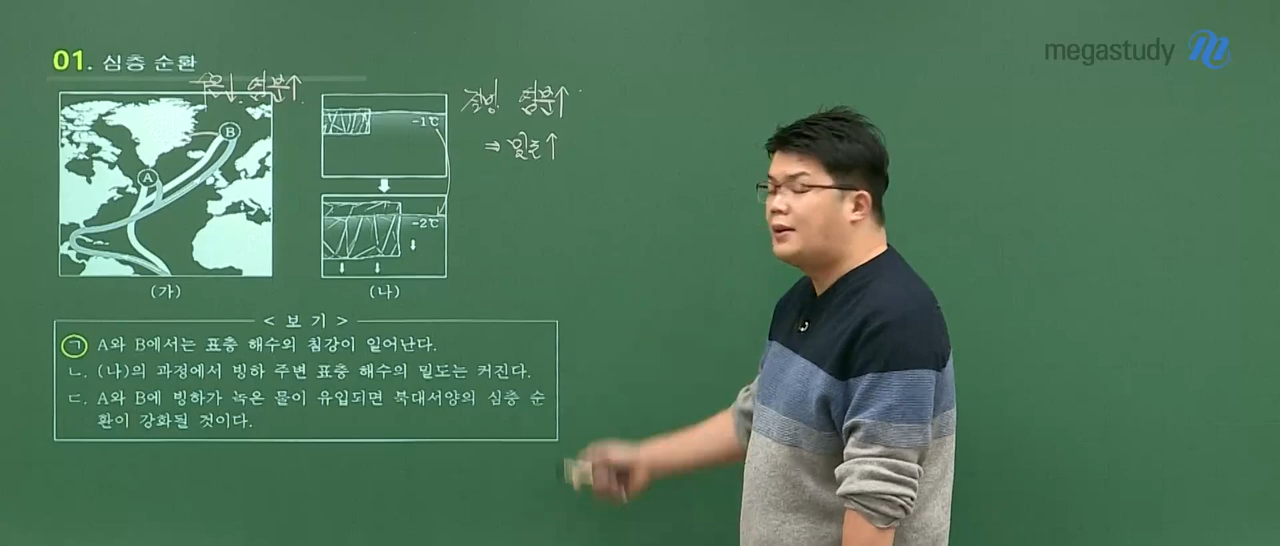 01. 심층 순환
megastudy
수온↓ 염분↑
결빙 염분↑
⇒ 밀도↑
B
A
-1℃
-2℃
(가)
(나)
< 보 기 >
ㄱ A와 B에서는 표층 해수의 침강이 일어난다.
ㄴ. (나)의 과정에서 빙하 주변 표층 해수의 밀도는 커진다.
ㄷ. A와 B에 빙하가 녹은 물이 유입되면 북대서양의 심층 순
환이 강화될 것이다.